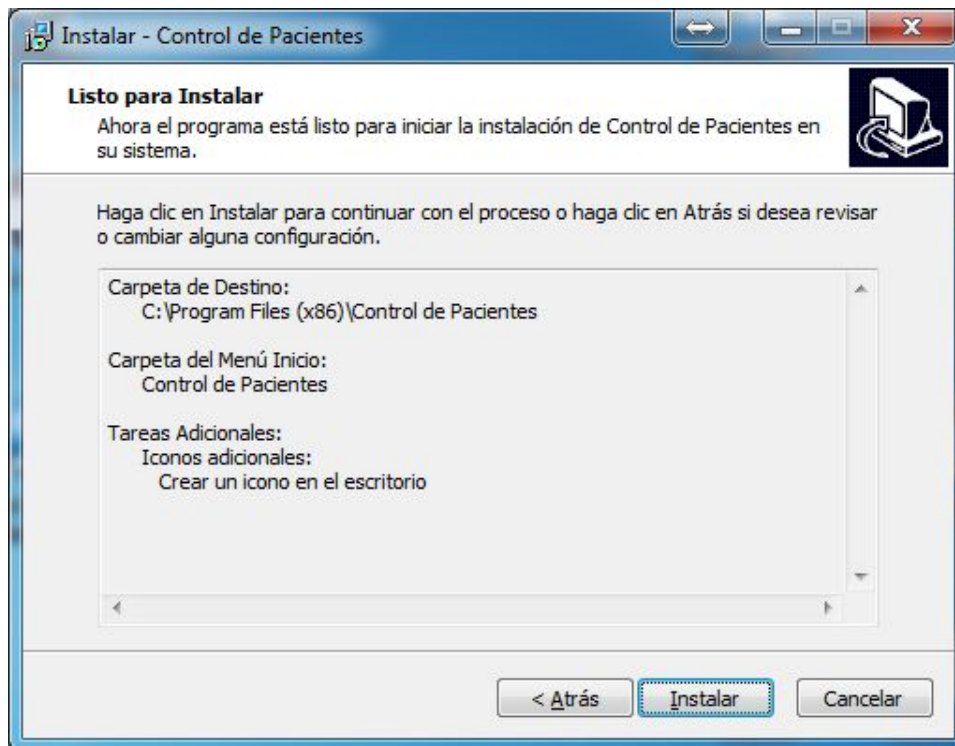 Instalar - Control de Pacientes
Listo para Instalar
Ahora el programa está listo para iniciar la instalación de Control de Pacientes en
su sistema.
Haga clic en Instalar para continuar con el proceso o haga clic en Atrás si desea revisar
o cambiar alguna configuración.
Carpeta de Destino:
C:\Program Files (x86)\Control de Pacientes
Carpeta del Menú Inicio:
Control de Pacientes
Tareas Adicionales:
Iconos adicionales:
Crear un icono en el escritorio
< Atrás
Instalar
Cancelar